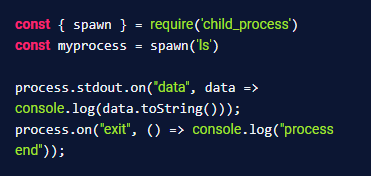 const { spawn } = require('child_process')
const myprocess = spawn('ls')
process.stdout.on("data", data =>
console.log(data.toString()));
process.on("exit", () => console.log("process
end"));